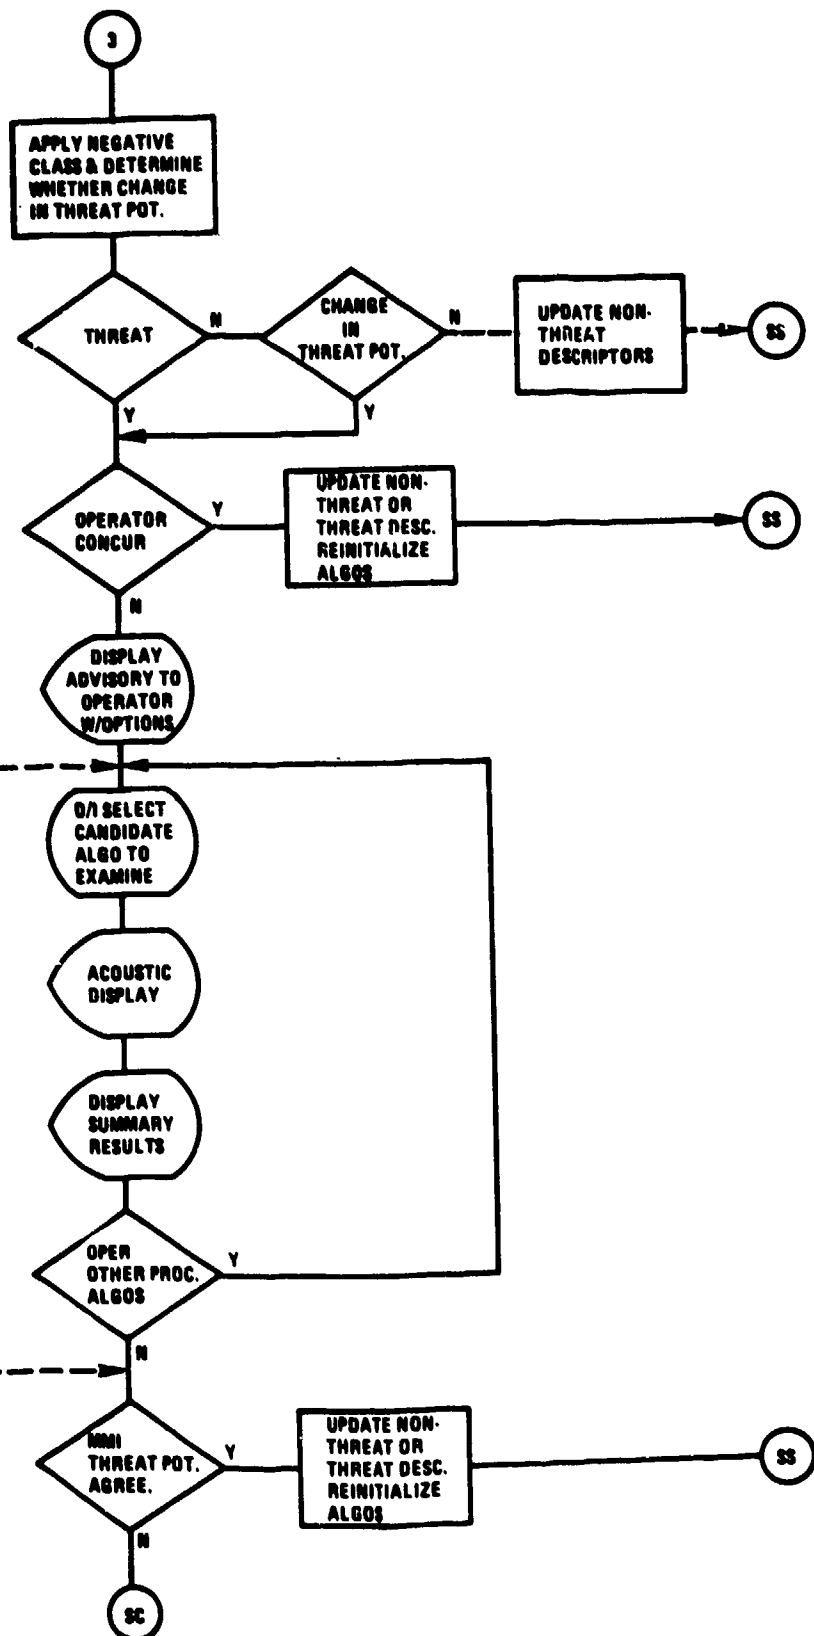 3
APPLY NEGATIVE
CLASS & DETERMINE
WHETHER CHANGE
IN THREAT POT.
THREAT
N
Y
CHANGE
IN
THREAT POT.
N
Y
UPDATE NON-
THREAT
DESCRIPTORS
SS
OPERATOR
CONCUR
Y
N
UPDATE NON-
THREAT OR
THREAT DESC.
REINITIALIZE
ALGOS
SS
DISPLAY
ADVISORY TO
OPERATOR
W/OPTIONS
O/I SELECT
CANDIDATE
ALGO TO
EXAMINE
ACOUSTIC
DISPLAY
DISPLAY
SUMMARY
RESULTS
OPER
OTHER PROC.
ALGOS
Y
N
MMI
THREAT POT.
AGREE.
Y
N
UPDATE NON-
THREAT OR
THREAT DESC.
REINITIALIZE
ALGOS
SS
SC